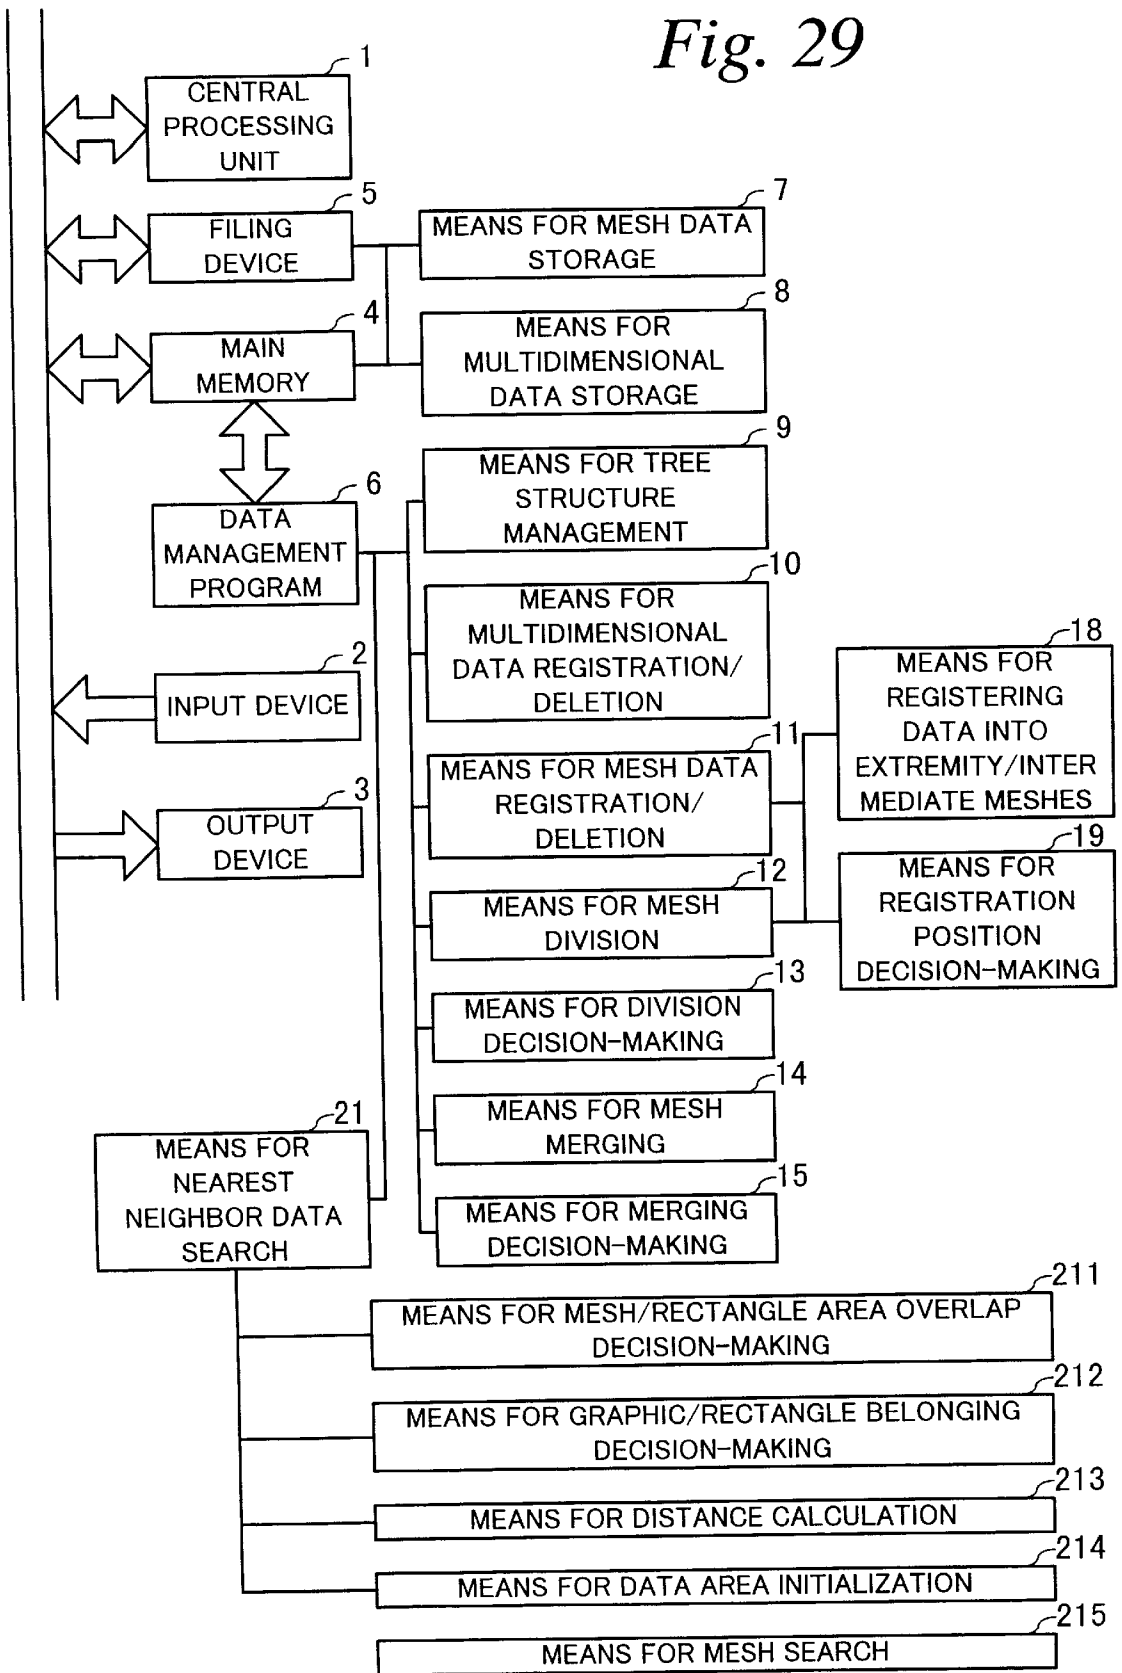 Fig. 29
1
CENTRAL
PROCESSING
UNIT
5
FILING
DEVICE
7
MEANS FOR MESH DATA
STORAGE
4
MAIN
MEMORY
8
MEANS FOR
MULTIDIMENSIONAL
DATA STORAGE
6
DATA
MANAGEMENT
PROGRAM
9
MEANS FOR TREE
STRUCTURE
MANAGEMENT
10
MEANS FOR
MULTIDIMENSIONAL
DATA REGISTRATION/
DELETION
2
INPUT DEVICE
18
MEANS FOR
REGISTERING
DATA INTO
EXTREMITY/INTER
MEDIATE MESHES
11
MEANS FOR MESH DATA
REGISTRATION/
DELETION
3
OUTPUT
DEVICE
19
MEANS FOR
REGISTRATION
POSITION
DECISION-MAKING
12
MEANS FOR MESH
DIVISION
13
MEANS FOR DIVISION
DECISION-MAKING
14
MEANS FOR MESH
MERGING
21
MEANS FOR
NEAREST
NEIGHBOR DATA
SEARCH
15
MEANS FOR MERGING
DECISION-MAKING
211
MEANS FOR MESH/RECTANGLE AREA OVERLAP
DECISION-MAKING
212
MEANS FOR GRAPHIC/RECTANGLE BELONGING
DECISION-MAKING
213
MEANS FOR DISTANCE CALCULATION
214
MEANS FOR DATA AREA INITIALIZATION
215
MEANS FOR MESH SEARCH